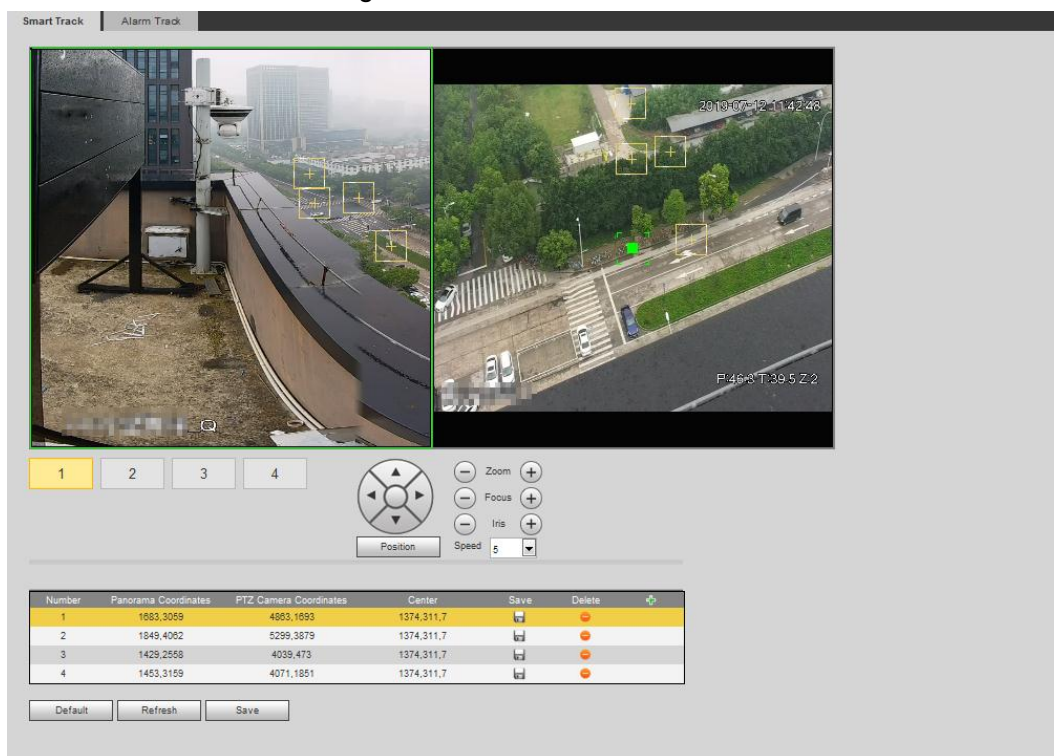 Smart Track Alarm Track
2019-07-12 11:42:48
P:46.3 T:39.5 Z:2
1 2 3 4
Zoom
Focus
Iris
Position Speed 5
Number Panorama Coordinates PTZ Camera Coordinates Center Save Delete
1 1683,3059 4863,1693 1374,311,7
2 1849,4062 5299,3879 1374,311,7
3 1429,2558 4039,473 1374,311,7
4 1453,3159 4071,1851 1374,311,7
Default Refresh Save